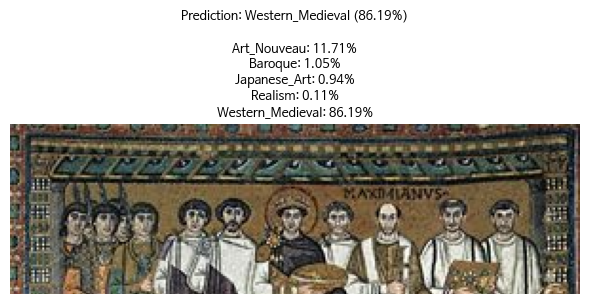 Prediction: Western_Medieval (86.19%)
Art_Nouveau: 11.71%
Baroque: 1.05%
Japanese_Art: 0.94%
Realism: 0.11%
Western_Medieval: 86.19%
MAXIMIANVS